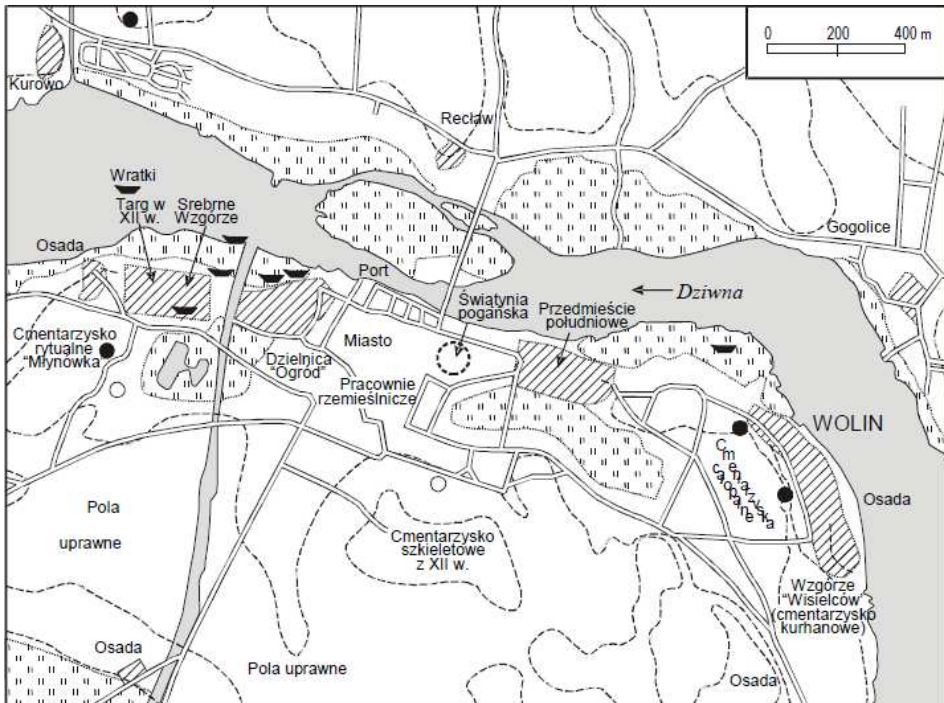 0 200 400 m
Kurowo
Recław
Wratki
Targ w
XII w.
Srebrne
Wzgórze
Gogolice
Osada
Port
Dziwna
Świątynia
pogańska
Przedmieście
południowe
Cmentarzysko
rytualne
"Młynówka"
Miasto
Dzielnica
"Ogród"
Pracownie
rzemieślnicze
WOLIN
Cmentarzyska
ciałopalne
Osada
Pola
uprawne
Cmentarzysko
szkieletowe
z XII w.
Wzgórze
"Wisielców"
(cmentarzysko
kurhanowe)
Osada
Pola uprawne
Osada